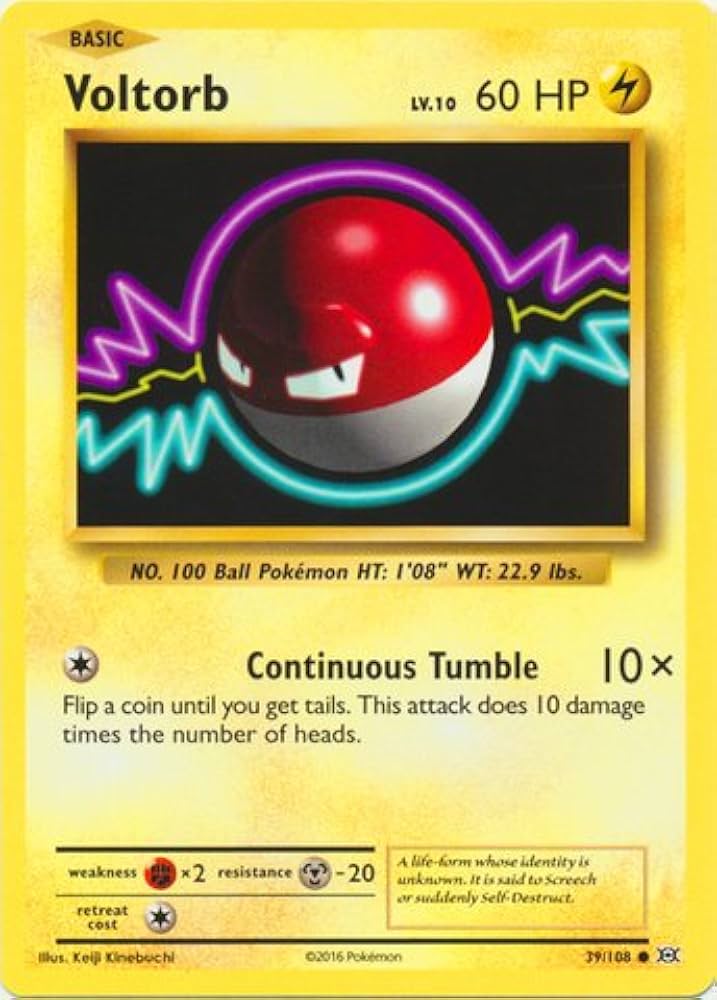 BASIC
Voltorb LV.10 60 HP
NO. 100 Ball Pokémon HT: 1'08" WT: 22.9 lbs.
Continuous Tumble 10×
Flip a coin until you get tails. This attack does 10 damage
times the number of heads.
weakness ×2 resistance -20
retreat
cost
A life-form whose identity is
unknown. It is said to Screech
or suddenly Self-Destruct.
Illus. Keiji Kinebuchi ©2016 Pokémon 39/108